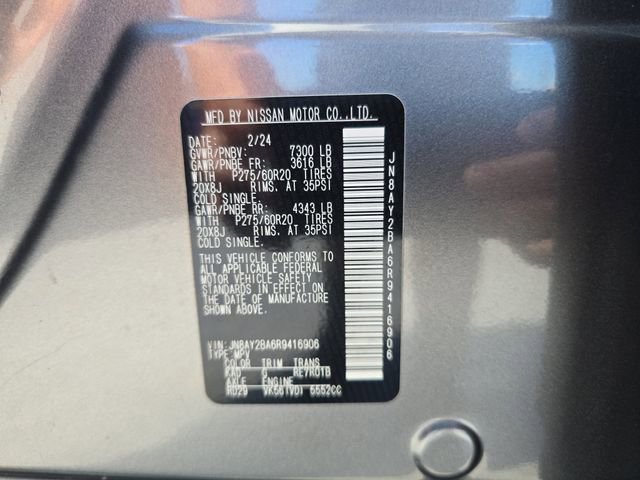 MFD BY NISSAN MOTOR CO.,LTD.
DATE: 2/24
GVWR/PNBV: 7300 LB
GAWR/PNBE FR: 3616 LB
WITH P275/60R20 TIRES
20X8J RIMS. AT 35PSI
COLD SINGLE.
GAWR/PNBE RR: 4343 LB
WITH P275/60R20 TIRES
20X8J RIMS. AT 35PSI
COLD SINGLE.
THIS VEHICLE CONFORMS TO
ALL APPLICABLE FEDERAL
MOTOR VEHICLE SAFETY
STANDARDS IN EFFECT ON
THE DATE OF MANUFACTURE
SHOWN ABOVE.
VIN: JN8AY2BA6R9416906
TYPE: MPV
COLOR TRIM TRANS
KAD G RE7R01B
AXLE ENGINE
RD29 VK56(VD) 5552CC
JN8AY2BA6R9416906